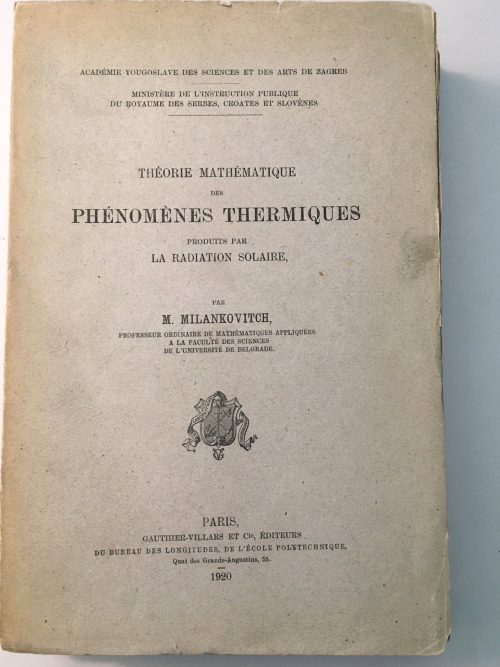 ACADÉMIE YOUGOSLAVE DES SCIENCES ET DES ARTS DE ZAGREB
MINISTÈRE DE L'INSTRUCTION PUBLIQUE
DU ROYAUME DES SERBES, CROATES ET SLOVÈNES
THÉORIE MATHÉMATIQUE
DES
PHÉNOMÈNES THERMIQUES
PRODUITS PAR
LA RADIATION SOLAIRE,
PAR
M. MILANKOVITCH,
PROFESSEUR ORDINAIRE DE MATHÉMATIQUES APPLIQUÉES
A LA FACULTÉ DES SCIENCES
DE L'UNIVERSITÉ DE BELGRADE.
PARIS,
GAUTHIER-VILLARS ET Cie, ÉDITEURS
DU BUREAU DES LONGITUDES, DE L'ÉCOLE POLYTECHNIQUE,
Quai des Grands-Augustins, 55.
1920